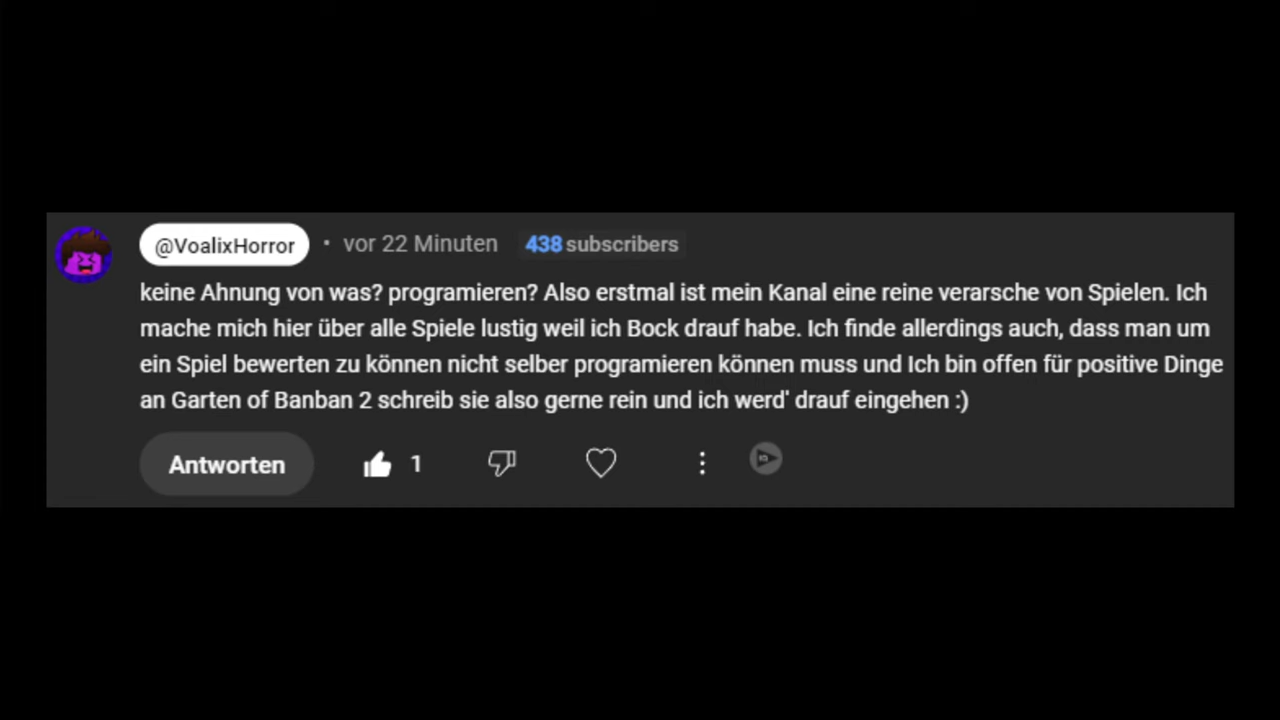 @VoalixHorror • vor 22 Minuten 438 subscribers
keine Ahnung von was? programieren? Also erstmal ist mein Kanal eine reine verarsche von Spielen. Ich
mache mich hier über alle Spiele lustig weil ich Bock drauf habe. Ich finde allerdings auch, dass man um
ein Spiel bewerten zu können nicht selber programieren können muss und Ich bin offen für positive Dinge
an Garten of Banban 2 schreib sie also gerne rein und ich werd' drauf eingehen :)
Antworten 1